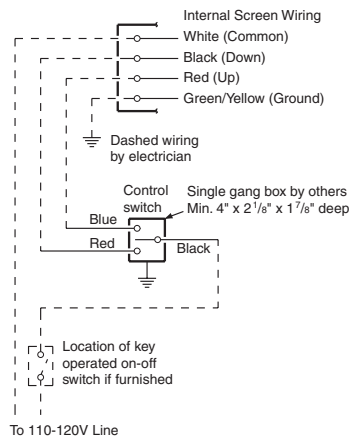 Internal Screen Wiring
White (Common)
Black (Down)
Red (Up)
Green/Yellow (Ground)
Dashed wiring
by electrician
Control
switch
Single gang box by others
Min. 4" x 2 1/8" x 1 7/8" deep
Blue
Red
Black
Location of key
operated on-off
switch if furnished
To 110-120V Line